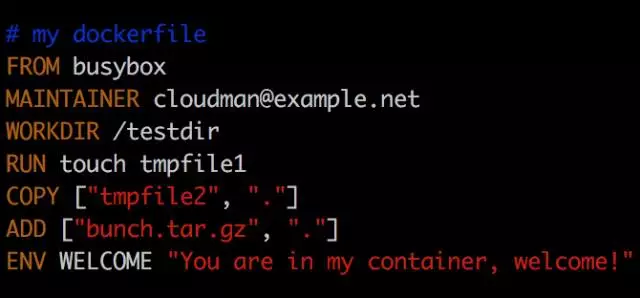 # my dockerfile
FROM busybox
MAINTAINER cloudman@example.net
WORKDIR /testdir
RUN touch tmpfile1
COPY ["tmpfile2", "."]
ADD ["bunch.tar.gz", "."]
ENV WELCOME "You are in my container, welcome!"